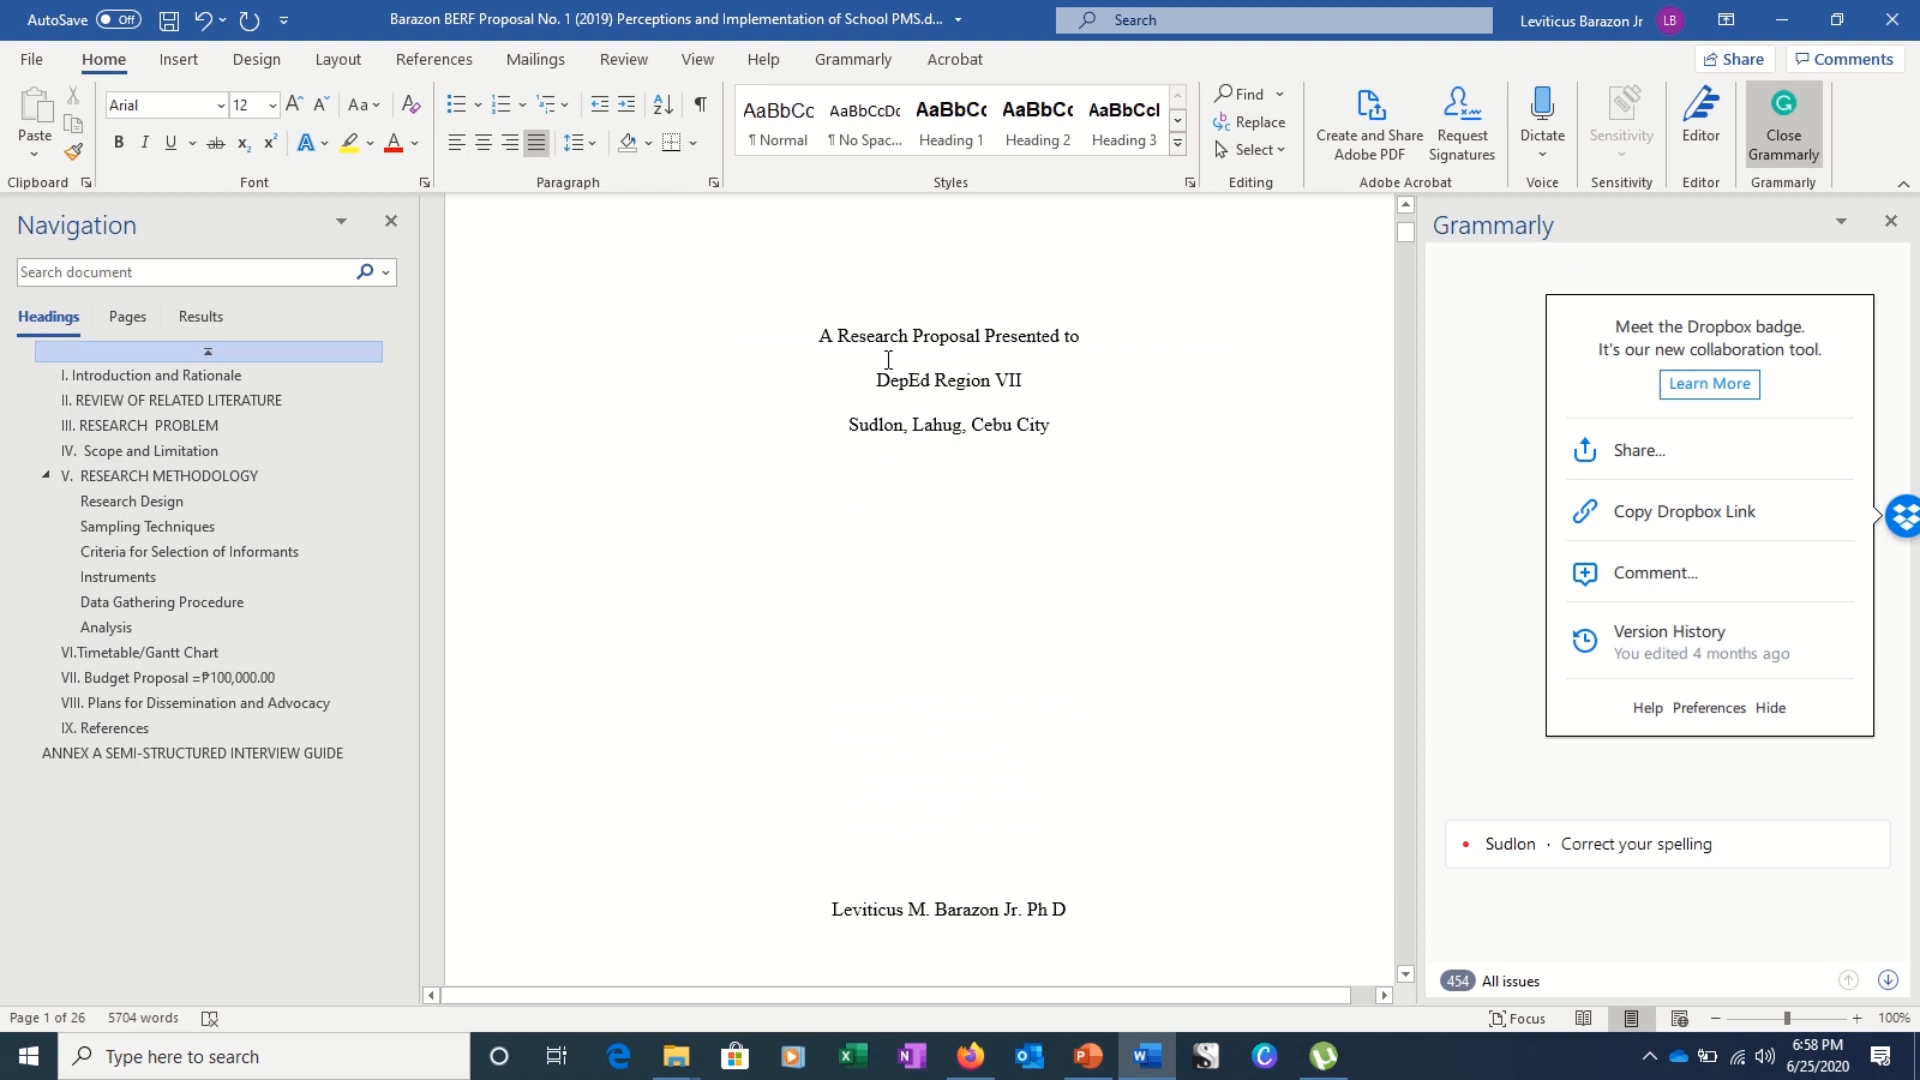 AutoSave Off
Barazon BERF Proposal No. 1 (2019) Perceptions and Implementation of School PMS.d...
Search
Leviticus Barazon Jr LB
File Home Insert Design Layout References Mailings Review View Help Grammarly Acrobat
Share Comments
Paste
Clipboard
Arial 12
Font
Paragraph
AaBbCc AaBbCcDc AaBbCc AaBbCc AaBbCcI
¶ Normal ¶ No Spac... Heading 1 Heading 2 Heading 3
Styles
Find
Replace
Select
Editing
Create and Share
Adobe PDF
Request
Signatures
Adobe Acrobat
Dictate
Voice
Sensitivity
Sensitivity
Editor
Editor
Close
Grammarly
Grammarly
Navigation
Search document
Headings Pages Results
I. Introduction and Rationale
II. REVIEW OF RELATED LITERATURE
III. RESEARCH PROBLEM
IV. Scope and Limitation
V. RESEARCH METHODOLOGY
Research Design
Sampling Techniques
Criteria for Selection of Informants
Instruments
Data Gathering Procedure
Analysis
VI.Timetable/Gantt Chart
VII. Budget Proposal =₱100,000.00
VIII. Plans for Dissemination and Advocacy
IX. References
ANNEX A SEMI-STRUCTURED INTERVIEW GUIDE
A Research Proposal Presented to
DepEd Region VII
Sudlon, Lahug, Cebu City
Leviticus M. Barazon Jr. Ph D
Grammarly
Meet the Dropbox badge.
It's our new collaboration tool.
Learn More
Share...
Copy Dropbox Link
Comment...
Version History
You edited 4 months ago
Help Preferences Hide
Sudlon · Correct your spelling
454 All issues
Page 1 of 26 5704 words
Focus
100%
Type here to search
6:58 PM
6/25/2020